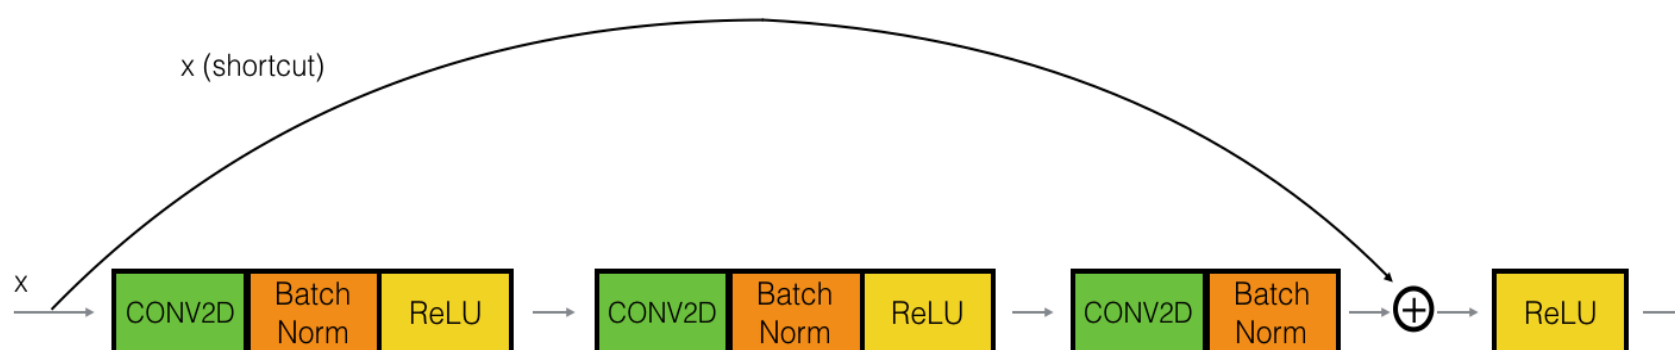 x (shortcut)
x
CONV2D
Batch
Norm
ReLU
CONV2D
Batch
Norm
ReLU
CONV2D
Batch
Norm
ReLU